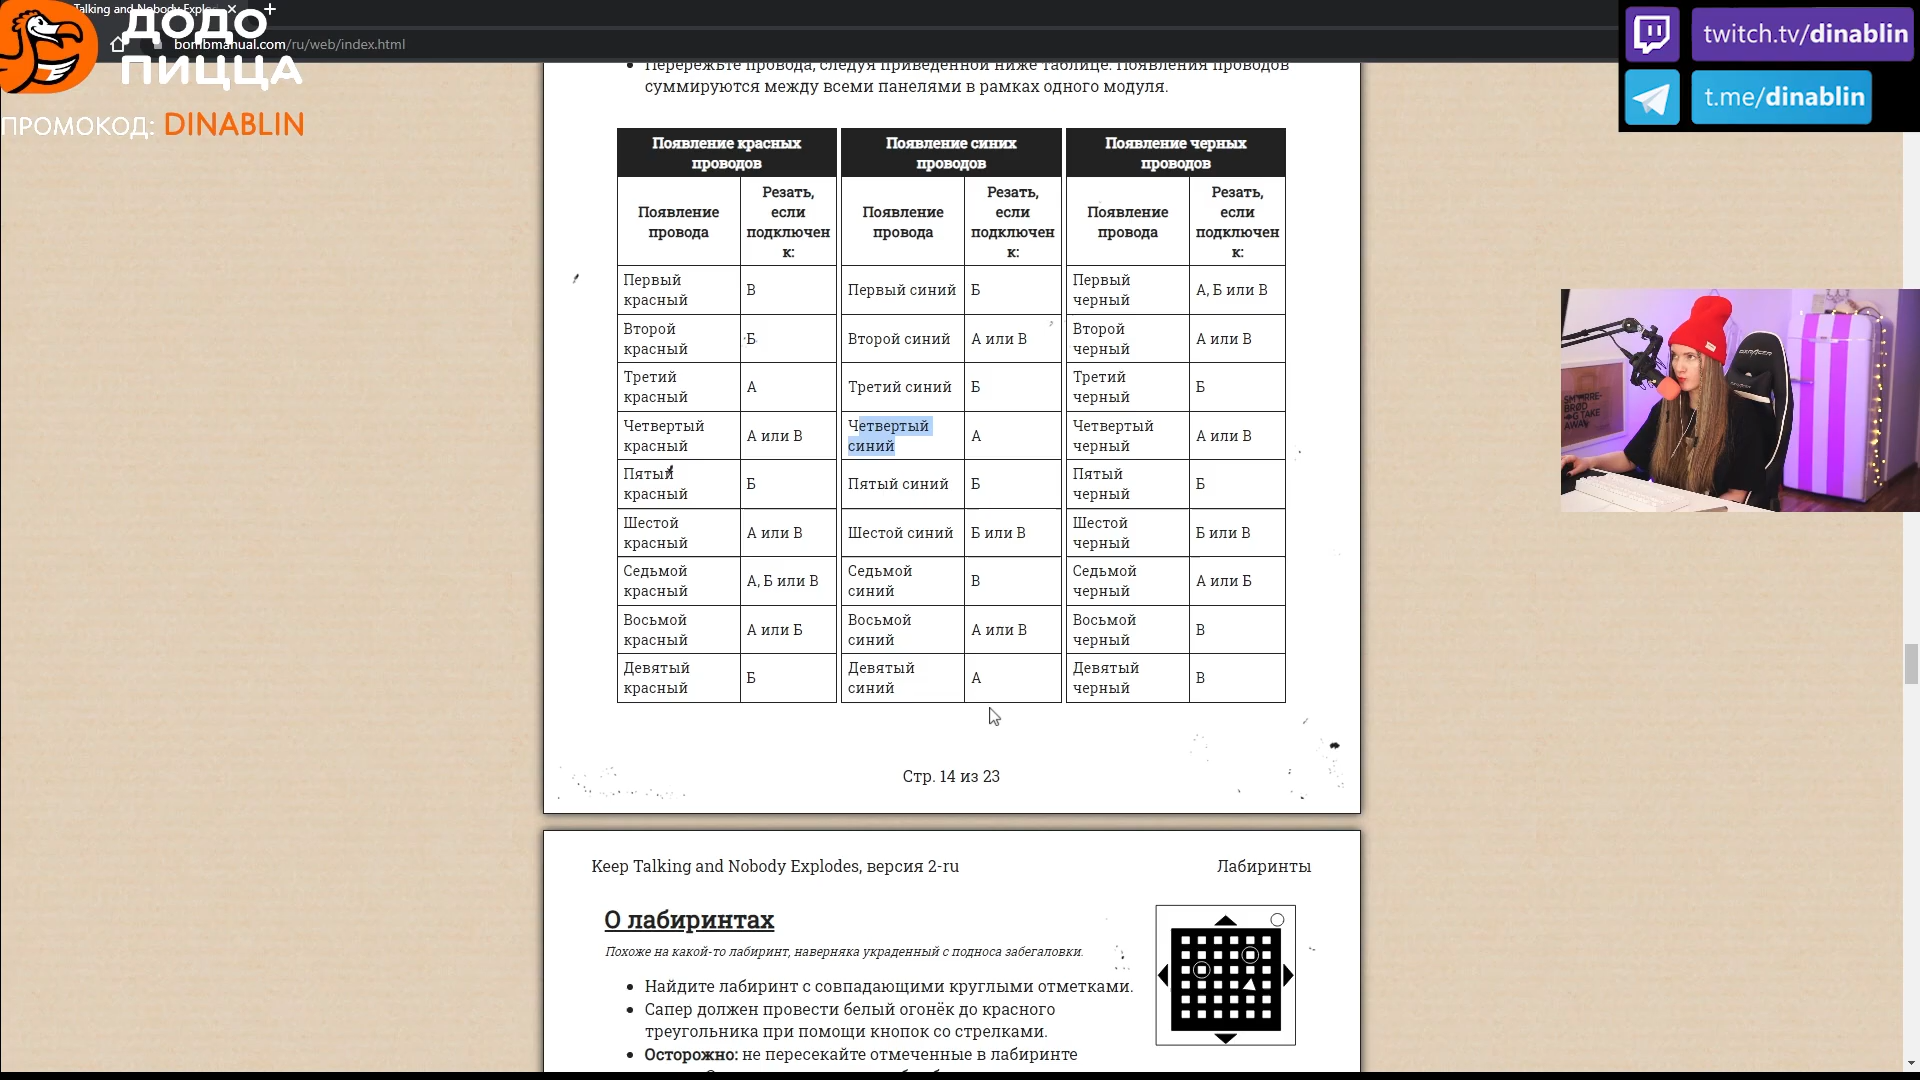 Talking and Nobody Explo
bombmanual.com/ru/web/index.html
ДОДО
ПИЦЦА
ПРОМОКОД: DINABLIN
twitch.tv/dinablin
t.me/dinablin
Перережьте провода, следуя приведенной ниже таблице. Появления проводов
суммируются между всеми панелями в рамках одного модуля.
Появление красных проводов
Появление провода | Резать, если подключен к:
Первый красный | В
Второй красный | Б
Третий красный | А
Четвертый красный | А или В
Пятый красный | Б
Шестой красный | А или В
Седьмой красный | А, Б или В
Восьмой красный | А или Б
Девятый красный | Б
Появление синих проводов
Появление провода | Резать, если подключен к:
Первый синий | Б
Второй синий | А или В
Третий синий | Б
Четвертый синий | А
Пятый синий | Б
Шестой синий | Б или В
Седьмой синий | В
Восьмой синий | А или В
Девятый синий | А
Появление черных проводов
Появление провода | Резать, если подключен к:
Первый черный | А, Б или В
Второй черный | А или В
Третий черный | Б
Четвертый черный | А или В
Пятый черный | Б
Шестой черный | Б или В
Седьмой черный | А или Б
Восьмой черный | В
Девятый черный | В
Стр. 14 из 23
Keep Talking and Nobody Explodes, версия 2-ru
Лабиринты
О лабиринтах
Похоже на какой-то лабиринт, наверняка украденный с подноса забегаловки.
Найдите лабиринт с совпадающими круглыми отметками.
Сапер должен провести белый огонёк до красного
треугольника при помощи кнопок со стрелками.
Осторожно: не пересекайте отмеченные в лабиринте